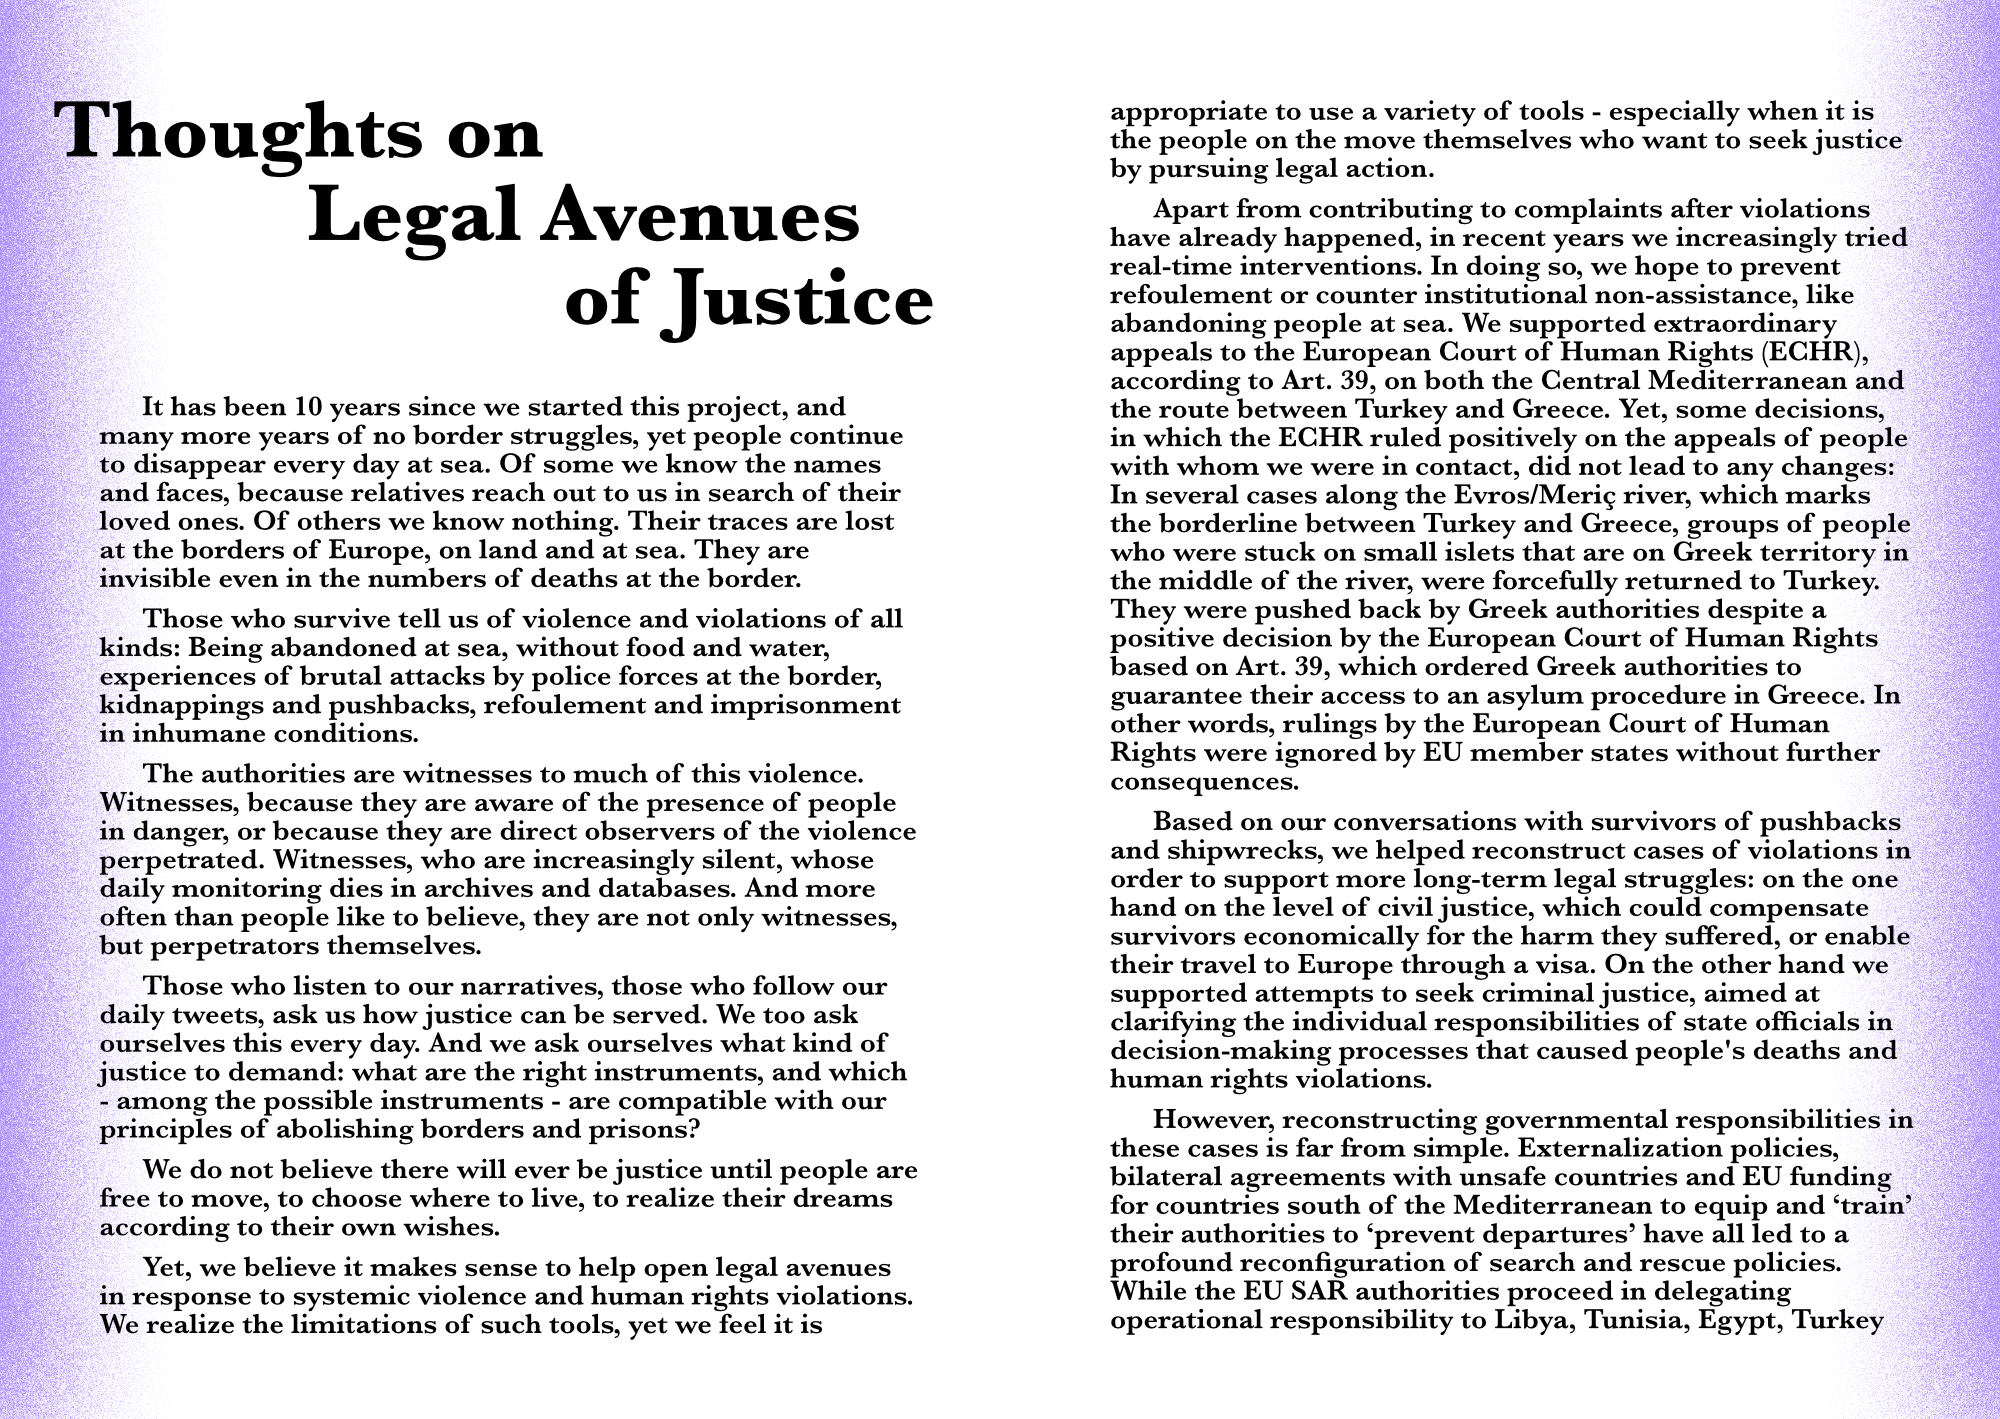 Thoughts on
Legal Avenues
of Justice
It has been 10 years since we started this project, and
many more years of no border struggles, yet people continue
to disappear every day at sea. Of some we know the names
and faces, because relatives reach out to us in search of their
loved ones. Of others we know nothing. Their traces are lost
at the borders of Europe, on land and at sea. They are
invisible even in the numbers of deaths at the border.
Those who survive tell us of violence and violations of all
kinds: Being abandoned at sea, without food and water,
experiences of brutal attacks by police forces at the border,
kidnappings and pushbacks, refoulement and imprisonment
in inhumane conditions.
The authorities are witnesses to much of this violence.
Witnesses, because they are aware of the presence of people
in danger, or because they are direct observers of the violence
perpetrated. Witnesses, who are increasingly silent, whose
daily monitoring dies in archives and databases. And more
often than people like to believe, they are not only witnesses,
but perpetrators themselves.
Those who listen to our narratives, those who follow our
daily tweets, ask us how justice can be served. We too ask
ourselves this every day. And we ask ourselves what kind of
justice to demand: what are the right instruments, and which
- among the possible instruments - are compatible with our
principles of abolishing borders and prisons?
We do not believe there will ever be justice until people are
free to move, to choose where to live, to realize their dreams
according to their own wishes.
Yet, we believe it makes sense to help open legal avenues
in response to systemic violence and human rights violations.
We realize the limitations of such tools, yet we feel it is
appropriate to use a variety of tools - especially when it is
the people on the move themselves who want to seek justice
by pursuing legal action.
Apart from contributing to complaints after violations
have already happened, in recent years we increasingly tried
real-time interventions. In doing so, we hope to prevent
refoulement or counter institutional non-assistance, like
abandoning people at sea. We supported extraordinary
appeals to the European Court of Human Rights (ECHR),
according to Art. 39, on both the Central Mediterranean and
the route between Turkey and Greece. Yet, some decisions,
in which the ECHR ruled positively on the appeals of people
with whom we were in contact, did not lead to any changes:
In several cases along the Evros/Meriç river, which marks
the borderline between Turkey and Greece, groups of people
who were stuck on small islets that are on Greek territory in
the middle of the river, were forcefully returned to Turkey.
They were pushed back by Greek authorities despite a
positive decision by the European Court of Human Rights
based on Art. 39, which ordered Greek authorities to
guarantee their access to an asylum procedure in Greece. In
other words, rulings by the European Court of Human
Rights were ignored by EU member states without further
consequences.
Based on our conversations with survivors of pushbacks
and shipwrecks, we helped reconstruct cases of violations in
order to support more long-term legal struggles: on the one
hand on the level of civil justice, which could compensate
survivors economically for the harm they suffered, or enable
their travel to Europe through a visa. On the other hand we
supported attempts to seek criminal justice, aimed at
clarifying the individual responsibilities of state officials in
decision-making processes that caused people's deaths and
human rights violations.
However, reconstructing governmental responsibilities in
these cases is far from simple. Externalization policies,
bilateral agreements with unsafe countries and EU funding
for countries south of the Mediterranean to equip and ‘train’
their authorities to ‘prevent departures’ have all led to a
profound reconfiguration of search and rescue policies.
While the EU SAR authorities proceed in delegating
operational responsibility to Libya, Tunisia, Egypt, Turkey